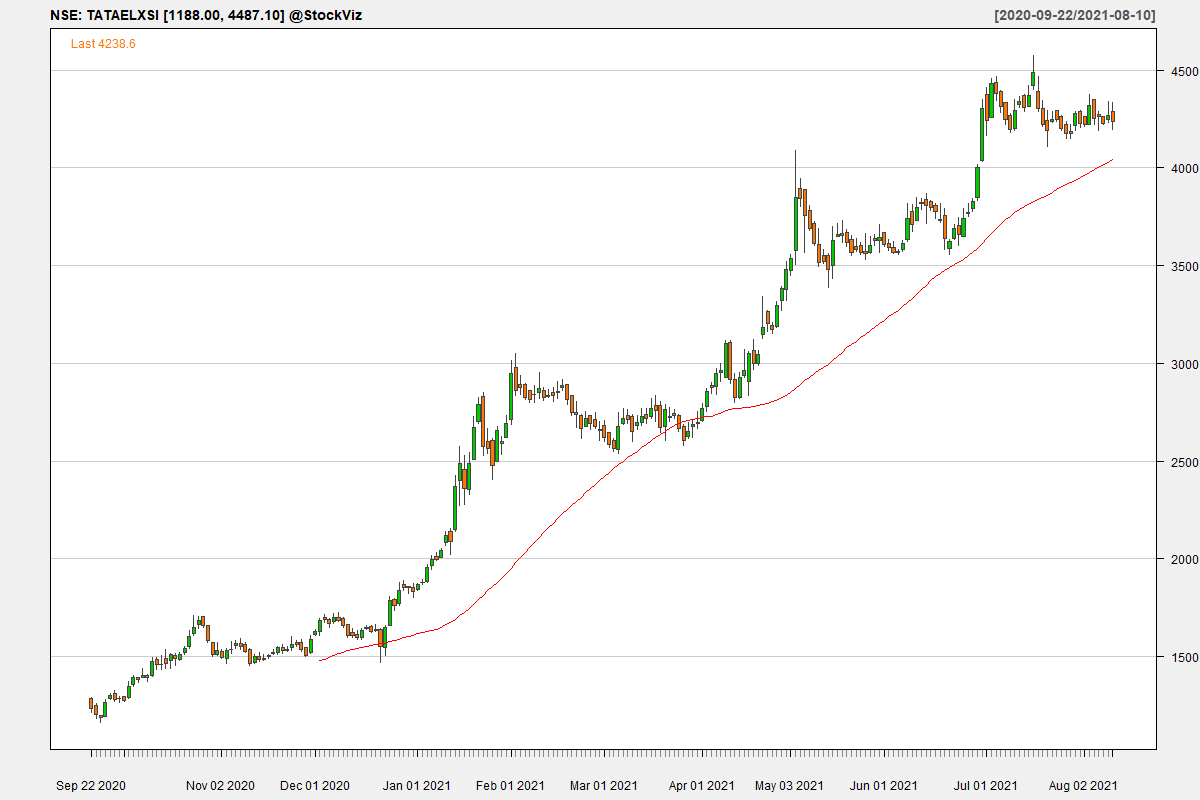 NSE: TATAELXSI [1188.00, 4487.10] @StockViz
[2020-09-22/2021-08-10]
Last 4238.6
4500
4000
3500
3000
2500
2000
1500
Sep 22 2020
Nov 02 2020
Dec 01 2020
Jan 01 2021
Feb 01 2021
Mar 01 2021
Apr 01 2021
May 03 2021
Jun 01 2021
Jul 01 2021
Aug 02 2021